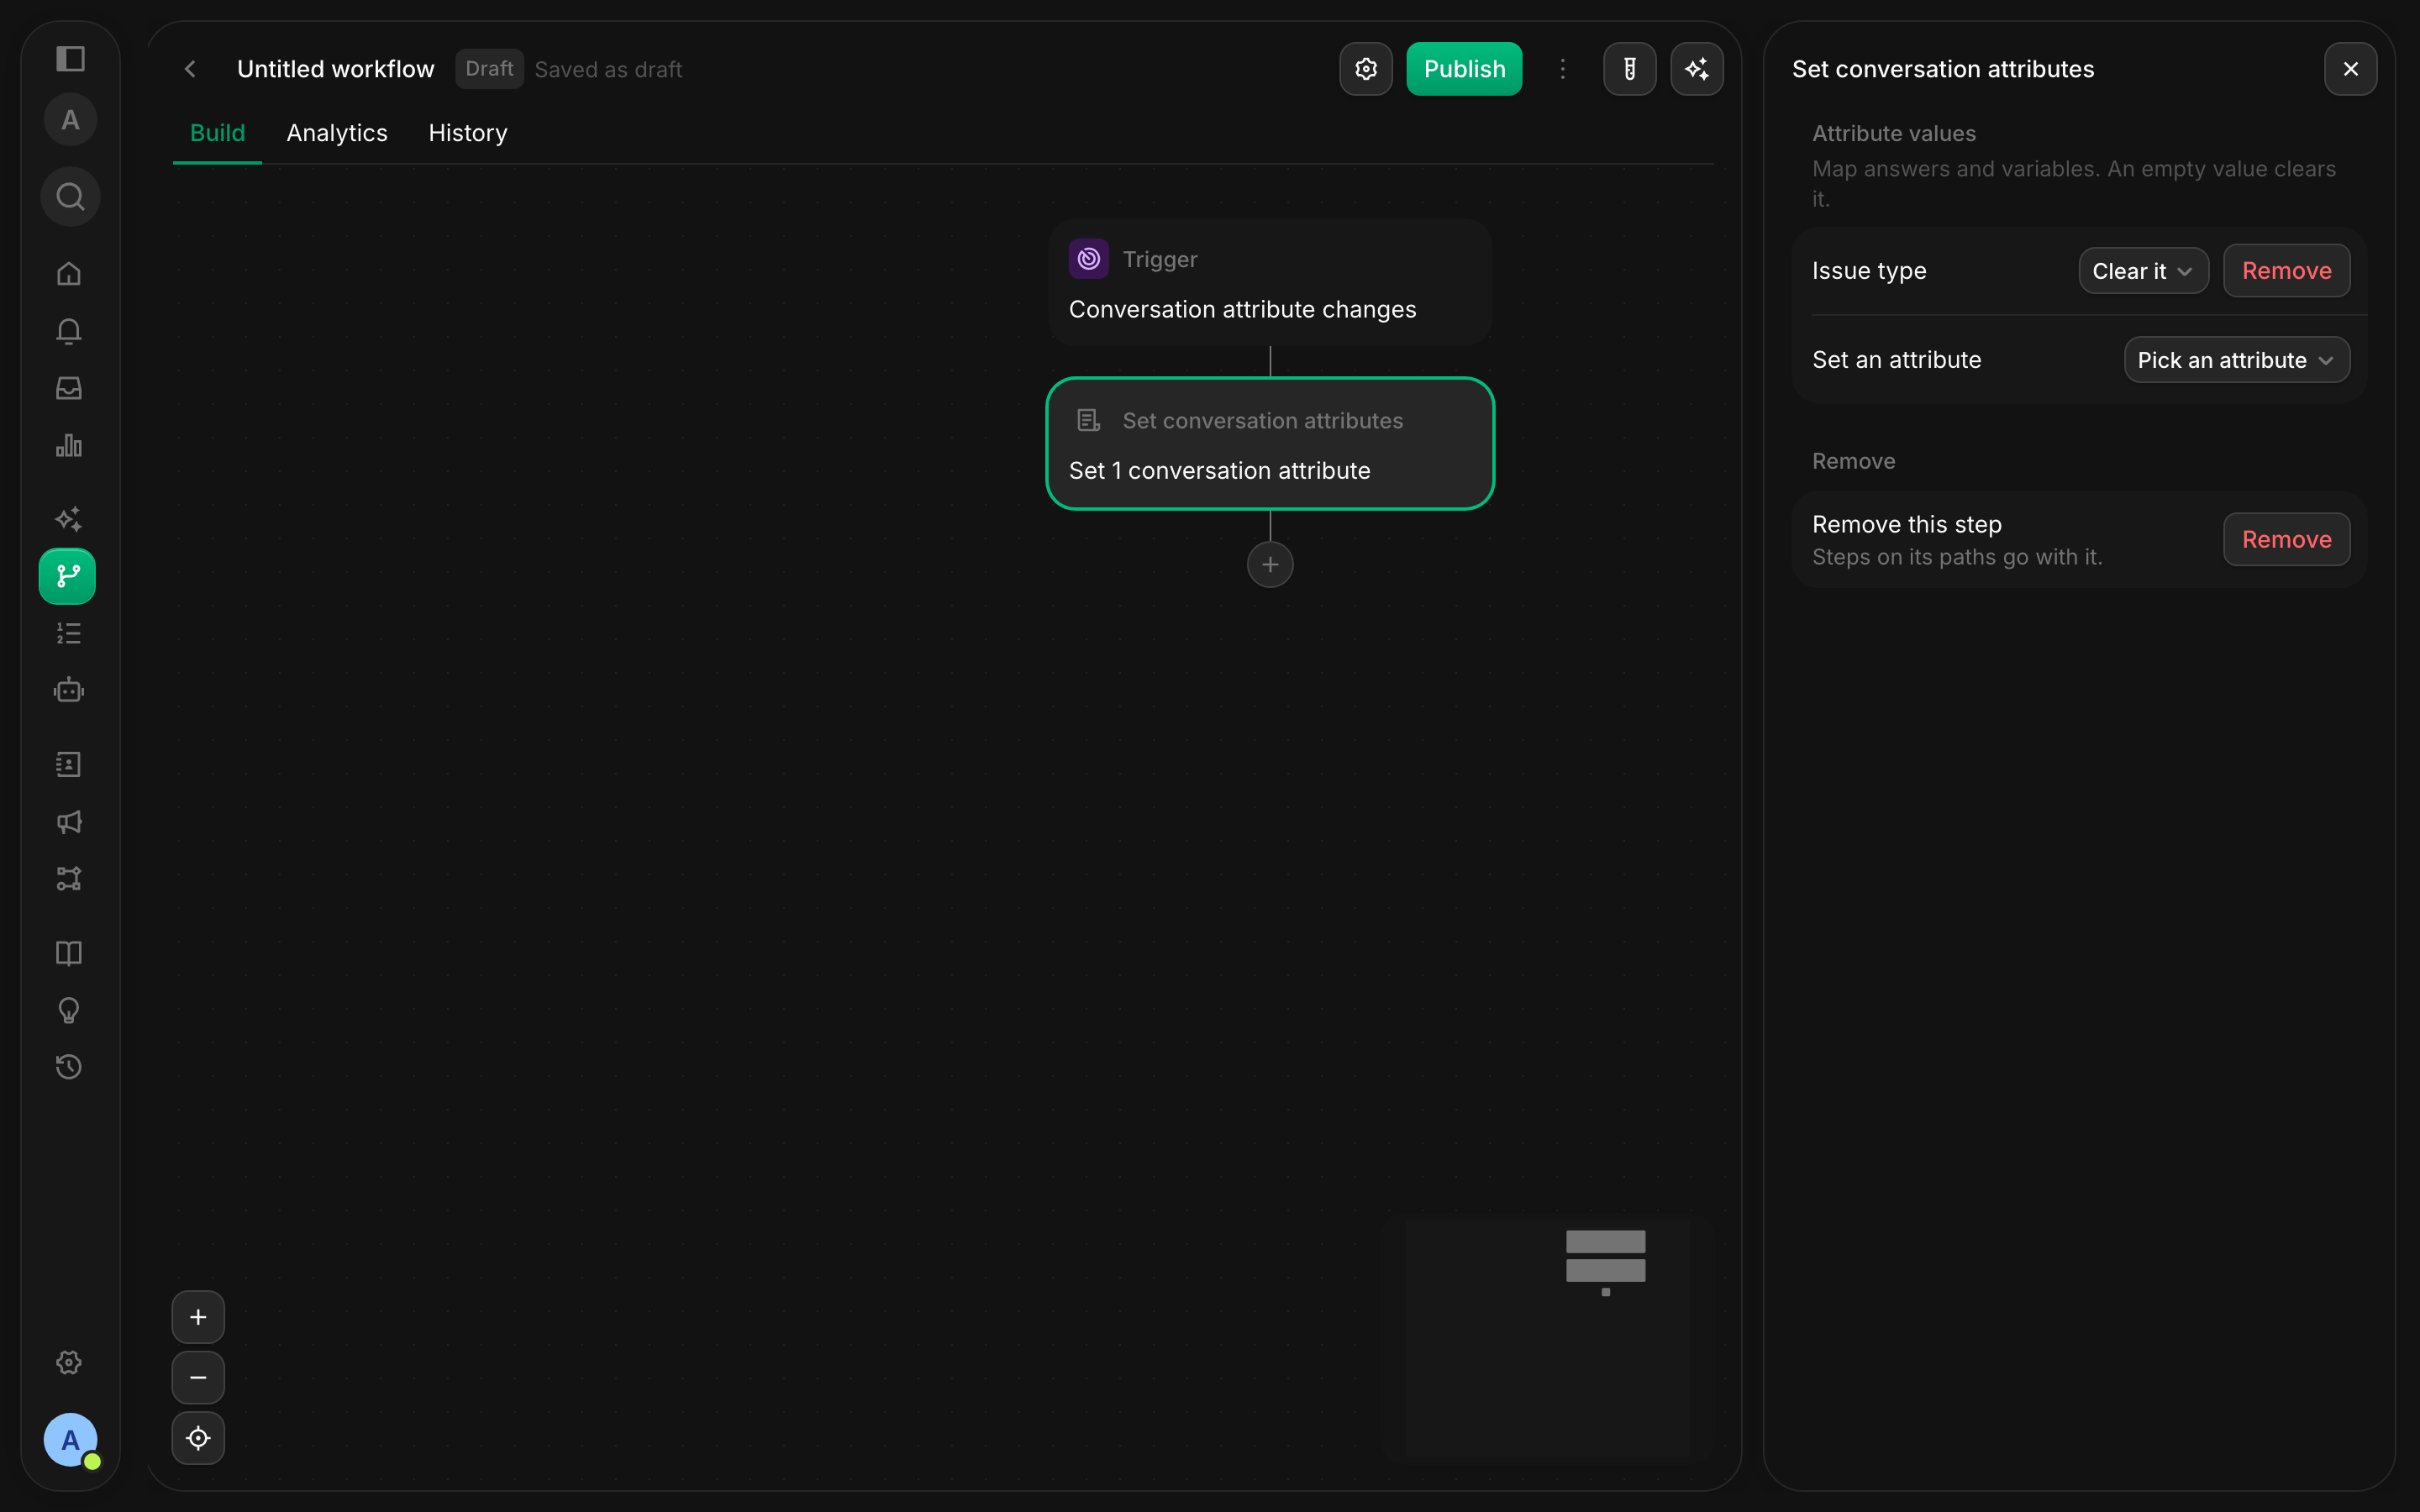 A
Untitled workflow
Draft
Saved as draft
Publish
Build
Analytics
History
Trigger
Conversation attribute changes
Set conversation attributes
Set 1 conversation attribute
Set conversation attributes
Attribute values
Map answers and variables. An empty value clears
it.
Issue type
Clear it
Remove
Set an attribute
Pick an attribute
Remove
Remove this step
Steps on its paths go with it.
Remove
A